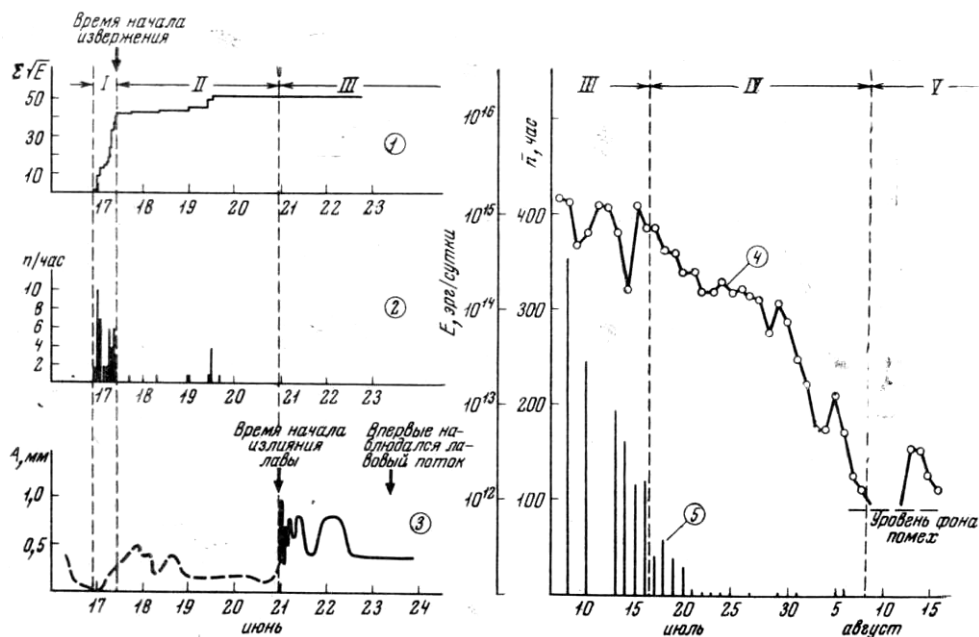 Время начала
извержения
Σ√E
I
II
III
50
30
10
1
17 18 19 20 21 22 23
n/час
10
8
6
4
2
2
17 18 19 20 21 22 23
Время начала
излияния
лавы
Впервые на-
блюдался ла-
вовый поток
A, мм
1,0
0,5
3
17 18 19 20 21 22 23 24
июнь
III
IV
V
E, эрг/сутки
10¹⁶
10¹⁵
10¹⁴
10¹³
10¹²
n̄, час
400
300
200
100
4
5
Уровень фона
помех
10 15 20 25 30 5 10 15
июль август